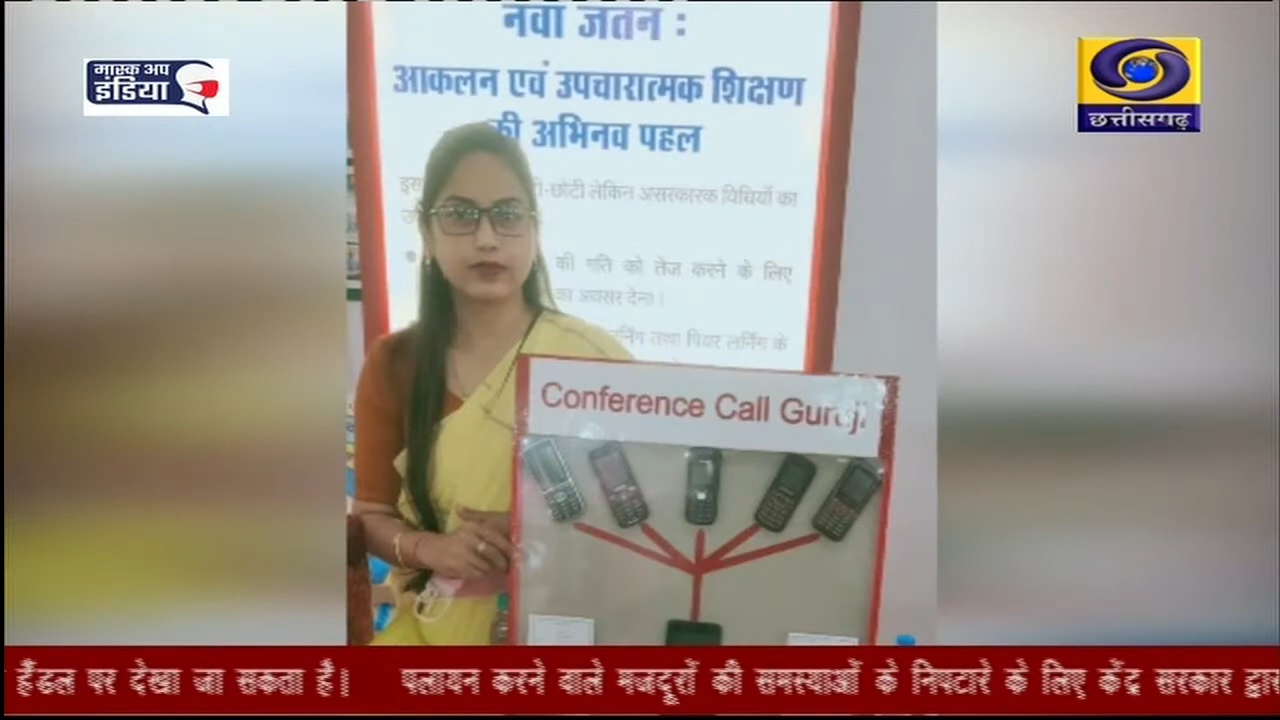 मास्क अप
इंडिया
छत्तीसगढ़
नवा जतन :
आकलन एवं उपचारात्मक शिक्षण
की अभिनव पहल
-छोटी लेकिन असरकारक विधियों का
की गति को तेज करने के लिए
का अवसर देना।
तथा पियर लर्निंग के
Conference Call Guruji
हैंडल पर देखा जा सकता है। पलायन करने वाले मजदूरों की समस्याओं के निपटारे के लिए केंद्र सरकार द्वा